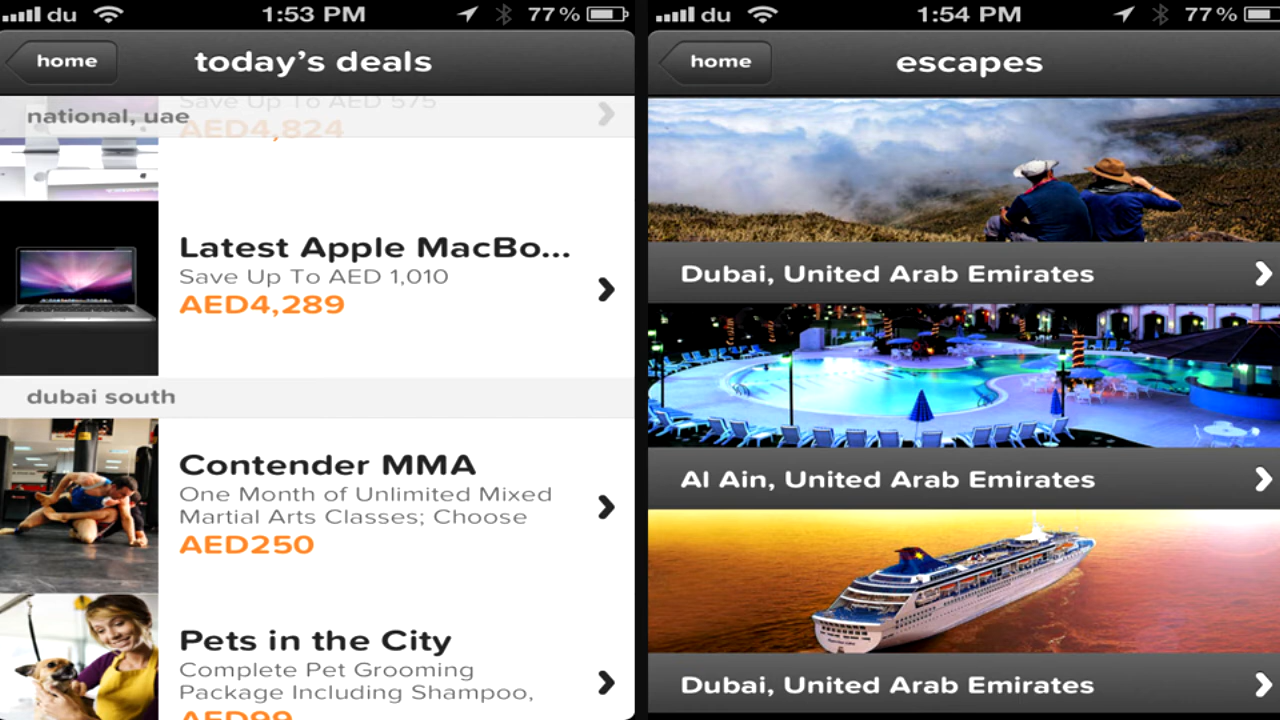 du 1:53 PM 77%
home today's deals
Save Up To AED 575
national, uae
AED4,824
Latest Apple MacBo...
Save Up To AED 1,010
AED4,289
dubai south
Contender MMA
One Month of Unlimited Mixed
Martial Arts Classes; Choose
AED250
Pets in the City
Complete Pet Grooming
Package Including Shampoo,
AED99
du 1:54 PM 77%
home escapes
Dubai, United Arab Emirates
Al Ain, United Arab Emirates
Dubai, United Arab Emirates